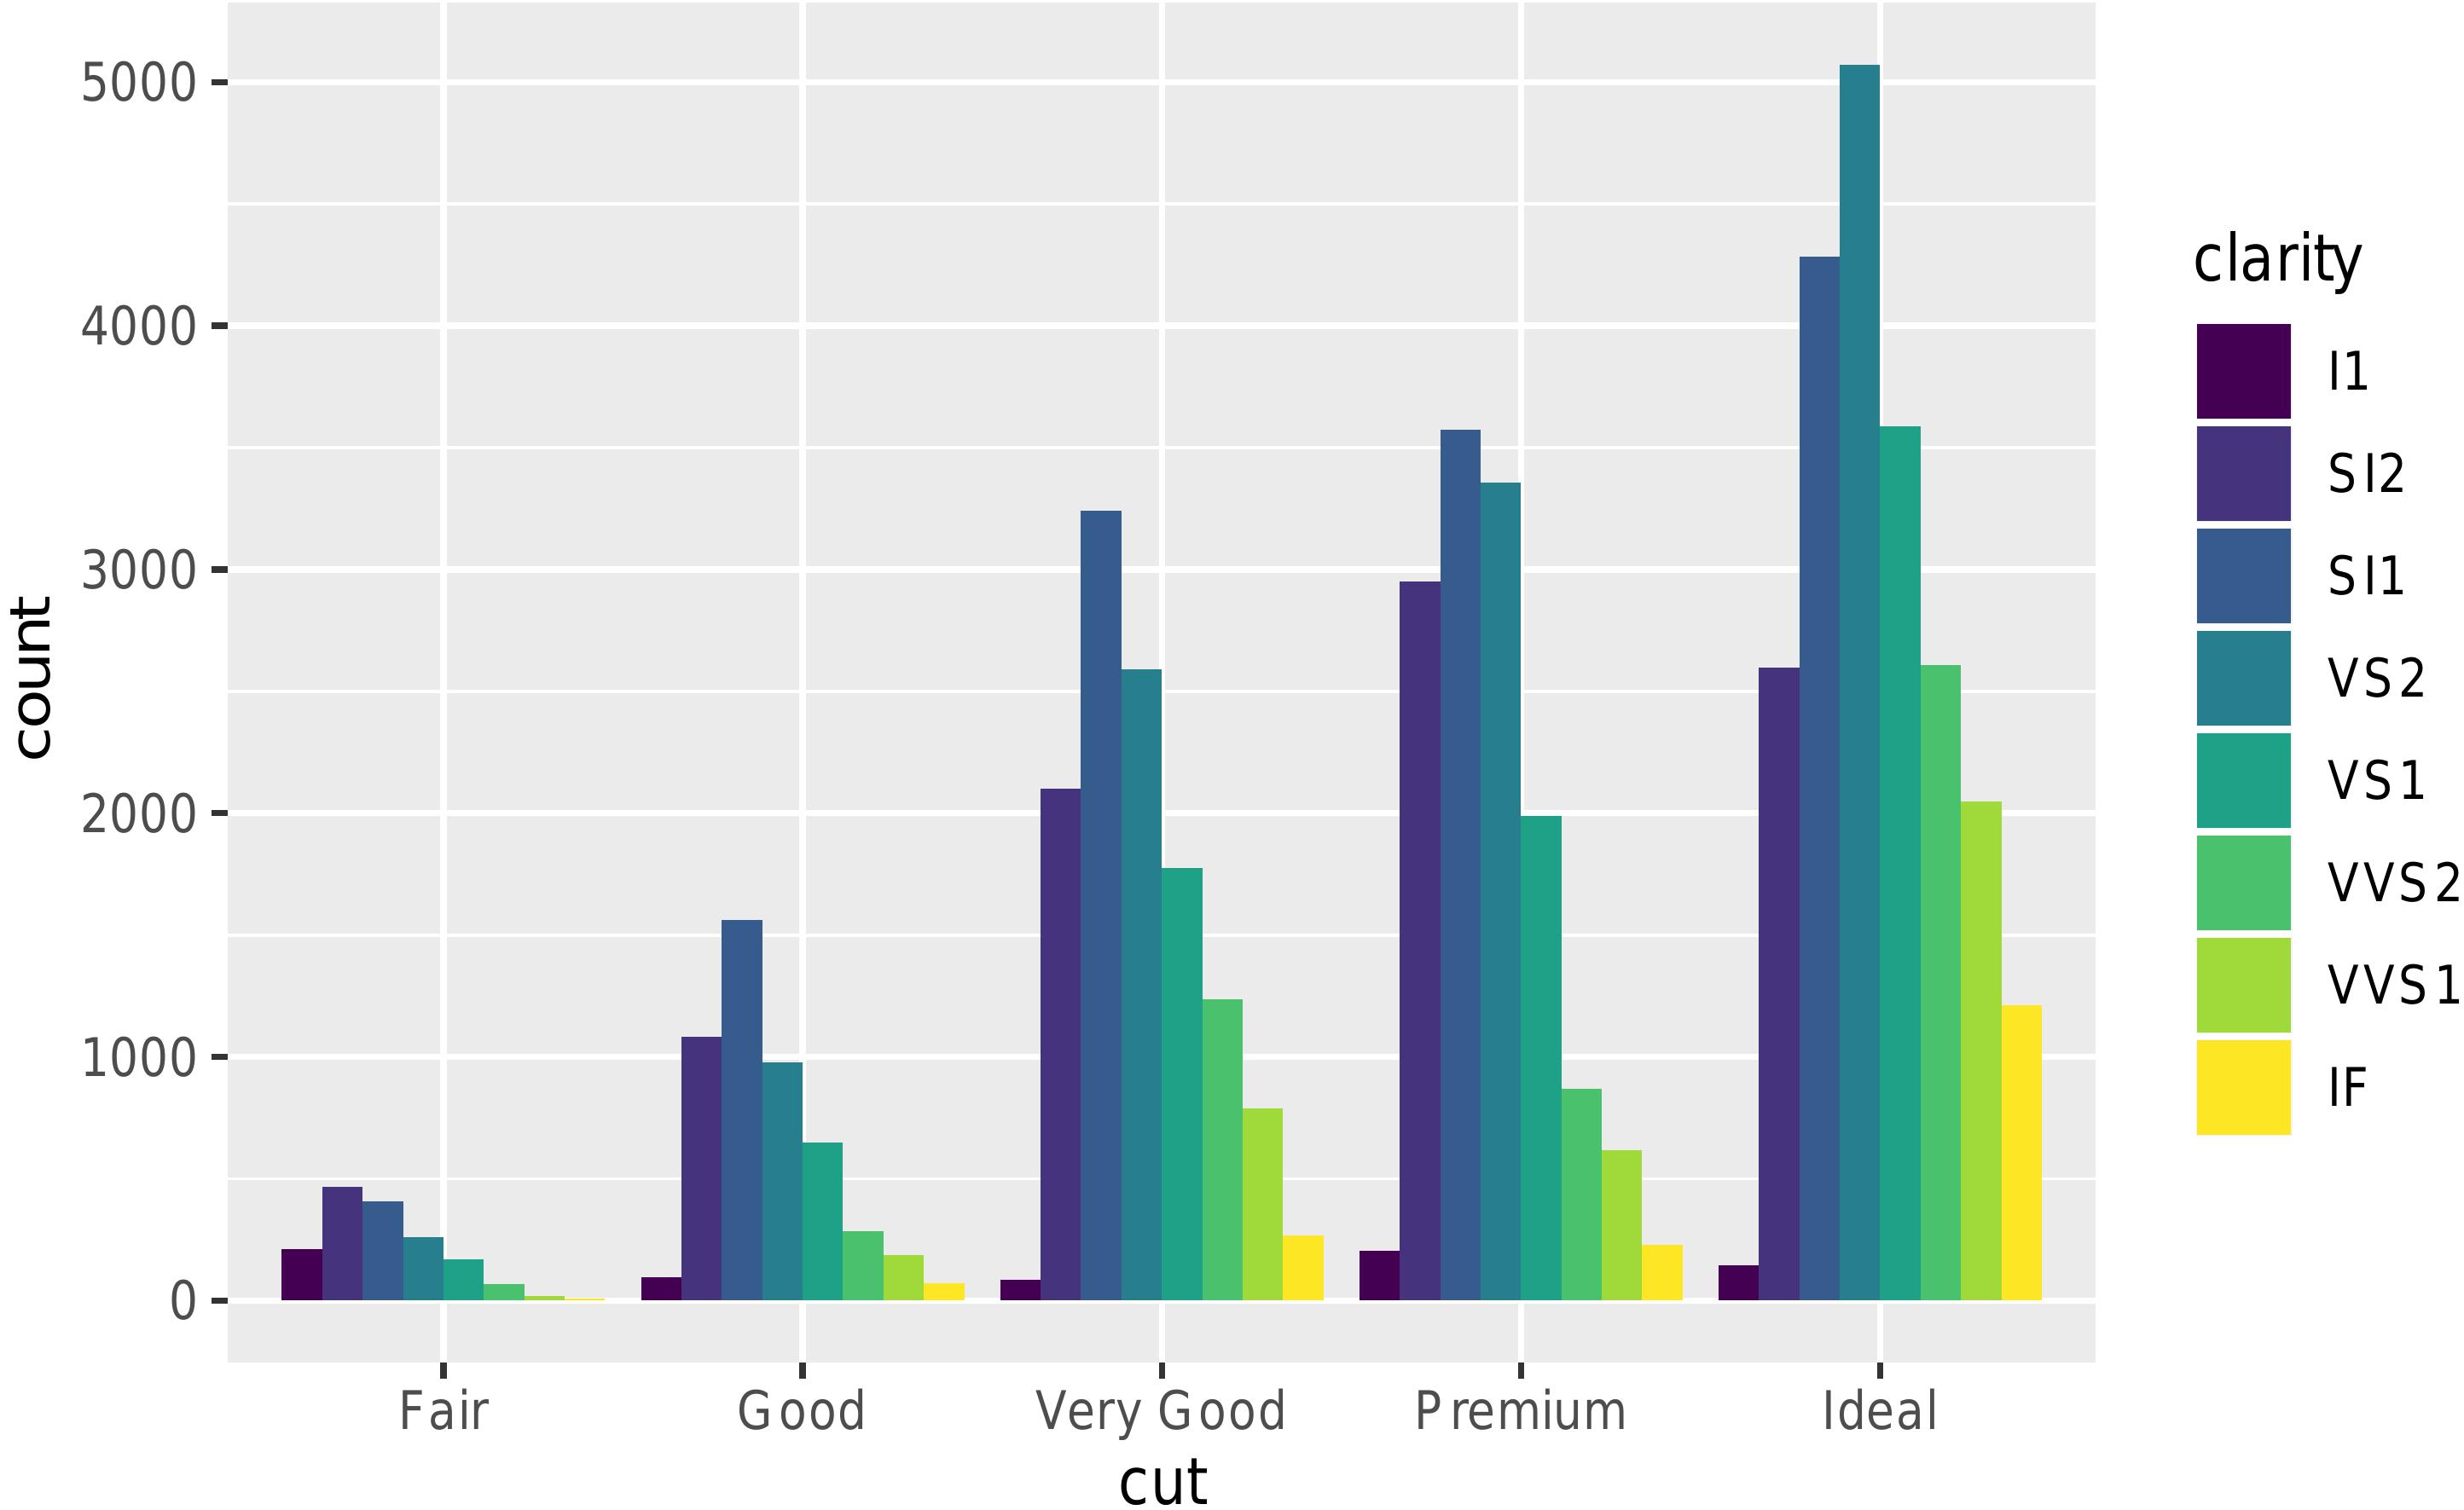 count
5000
4000
3000
2000
1000
0
Fair
Good
Very Good
Premium
Ideal
cut
clarity
I1
SI2
SI1
VS2
VS1
VVS2
VVS1
IF